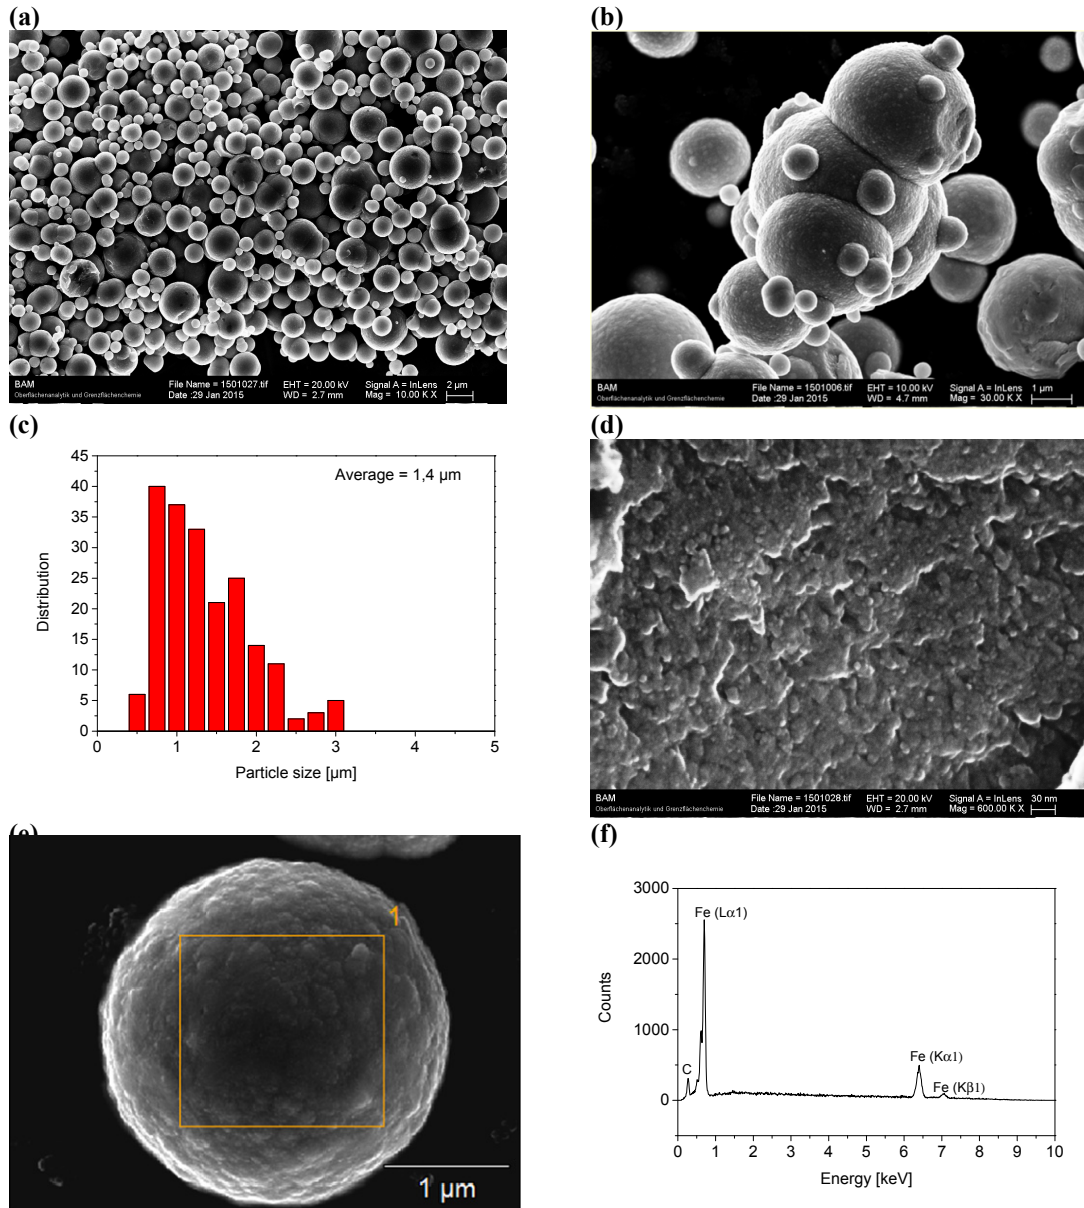 (a)
BAM
Oberflächenanalytik und Grenzflächenchemie
File Name = 1501027.tif
Date :29 Jan 2015
EHT = 20.00 kV
WD = 2.7 mm
Signal A = InLens
Mag = 10.00 K X
2 µm
(b)
BAM
Oberflächenanalytik und Grenzflächenchemie
File Name = 1501006.tif
Date :29 Jan 2015
EHT = 10.00 kV
WD = 4.7 mm
Signal A = InLens
Mag = 30.00 K X
1 µm
(c)
Average = 1,4 µm
45
40
35
30
25
20
15
10
5
0
Distribution
0 1 2 3 4 5
Particle size [µm]
(d)
BAM
Oberflächenanalytik und Grenzflächenchemie
File Name = 1501028.tif
Date :29 Jan 2015
EHT = 20.00 kV
WD = 2.7 mm
Signal A = InLens
Mag = 600.00 K X
30 nm
(e)
1
1 µm
(f)
3000
2000
1000
0
Counts
Fe (Lα1)
C
Fe (Kα1)
Fe (Kβ1)
0 1 2 3 4 5 6 7 8 9 10
Energy [keV]